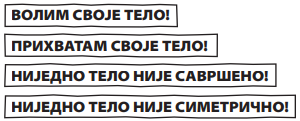 ВОЛИМ СВОЈЕ ТЕЛО!
ПРИХВАТАМ СВОЈЕ ТЕЛО!
НИЈЕДНО ТЕЛО НИЈЕ САВРШЕНО!
НИЈЕДНО ТЕЛО НИЈЕ СИМЕТРИЧНО!